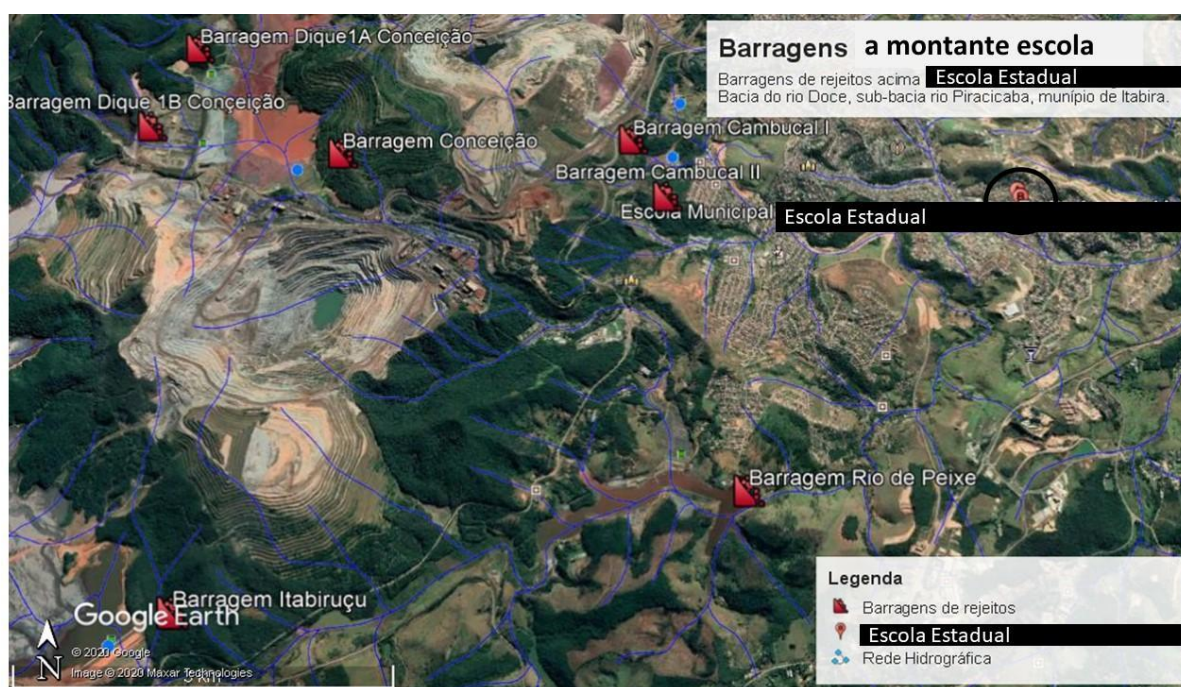 Barragem Dique1A Conceição
Barragens a montante escola
Barragens de rejeitos acima Escola Estadual
Bacia do rio Doce, sub-bacia rio Piracicaba, munípio de Itabira.
Barragem Dique 1B Conçeição
Barragem Conceição
Barragem Cambucal I
Barragem Cambucal II
Escola Municipal
Escola Estadual
Barragem Rio de Peixe
Legenda
Barragens de rejeitos
Escola Estadual
Rede Hidrográfica
Barragem Itabiruçu
Google Earth
© 2020 Google
Image © 2020 Maxar Technologies
N